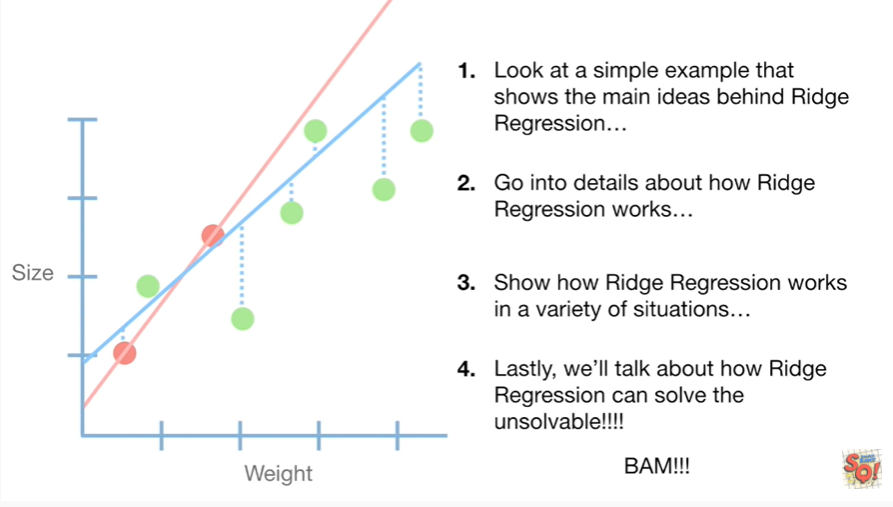 1. Look at a simple example that
shows the main ideas behind Ridge
Regression…
2. Go into details about how Ridge
Regression works…
Size
3. Show how Ridge Regression works
in a variety of situations…
4. Lastly, we’ll talk about how Ridge
Regression can solve the
unsolvable!!!!
Weight
BAM!!!
SO!